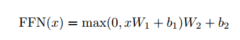 FFN(x) = max(0, xW₁ + b₁)W₂ + b₂